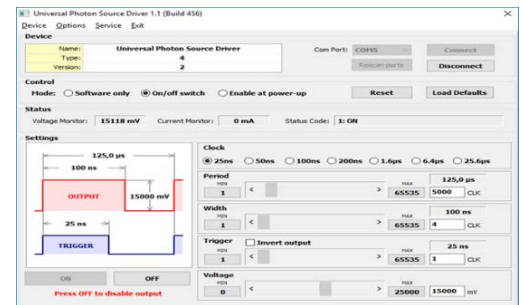 Universal Photon Source Driver 1.1 (Build 456)
Device Options Service Exit
Device
Name: Universal Photon Source Driver
Type: 4
Version: 2
Com Port: COM5
Connect
Rescan ports
Disconnect
Control
Mode: Software only On/off switch Enable at power-up
Reset
Load Defaults
Status
Voltage Monitor: 15118 mV Current Monitor: 0 mA Status Code: 1: ON
Settings
125,0 µs
100 ns
OUTPUT
15000 mV
25 ns
TRIGGER
ON
OFF
Press OFF to disable output
Clock
25ns 50ns 100ns 200ns 1.6µs 6.4µs 25.6µs
Period
125,0 µs
MIN
1
< >
MAX
65535
5000 CLK
Width
100 ns
MIN
1
< >
MAX
65535
4 CLK
Trigger Invert output
25 ns
MIN
1
< >
MAX
65535
1 CLK
Voltage
MIN
0
< >
MAX
25000
15000 mV